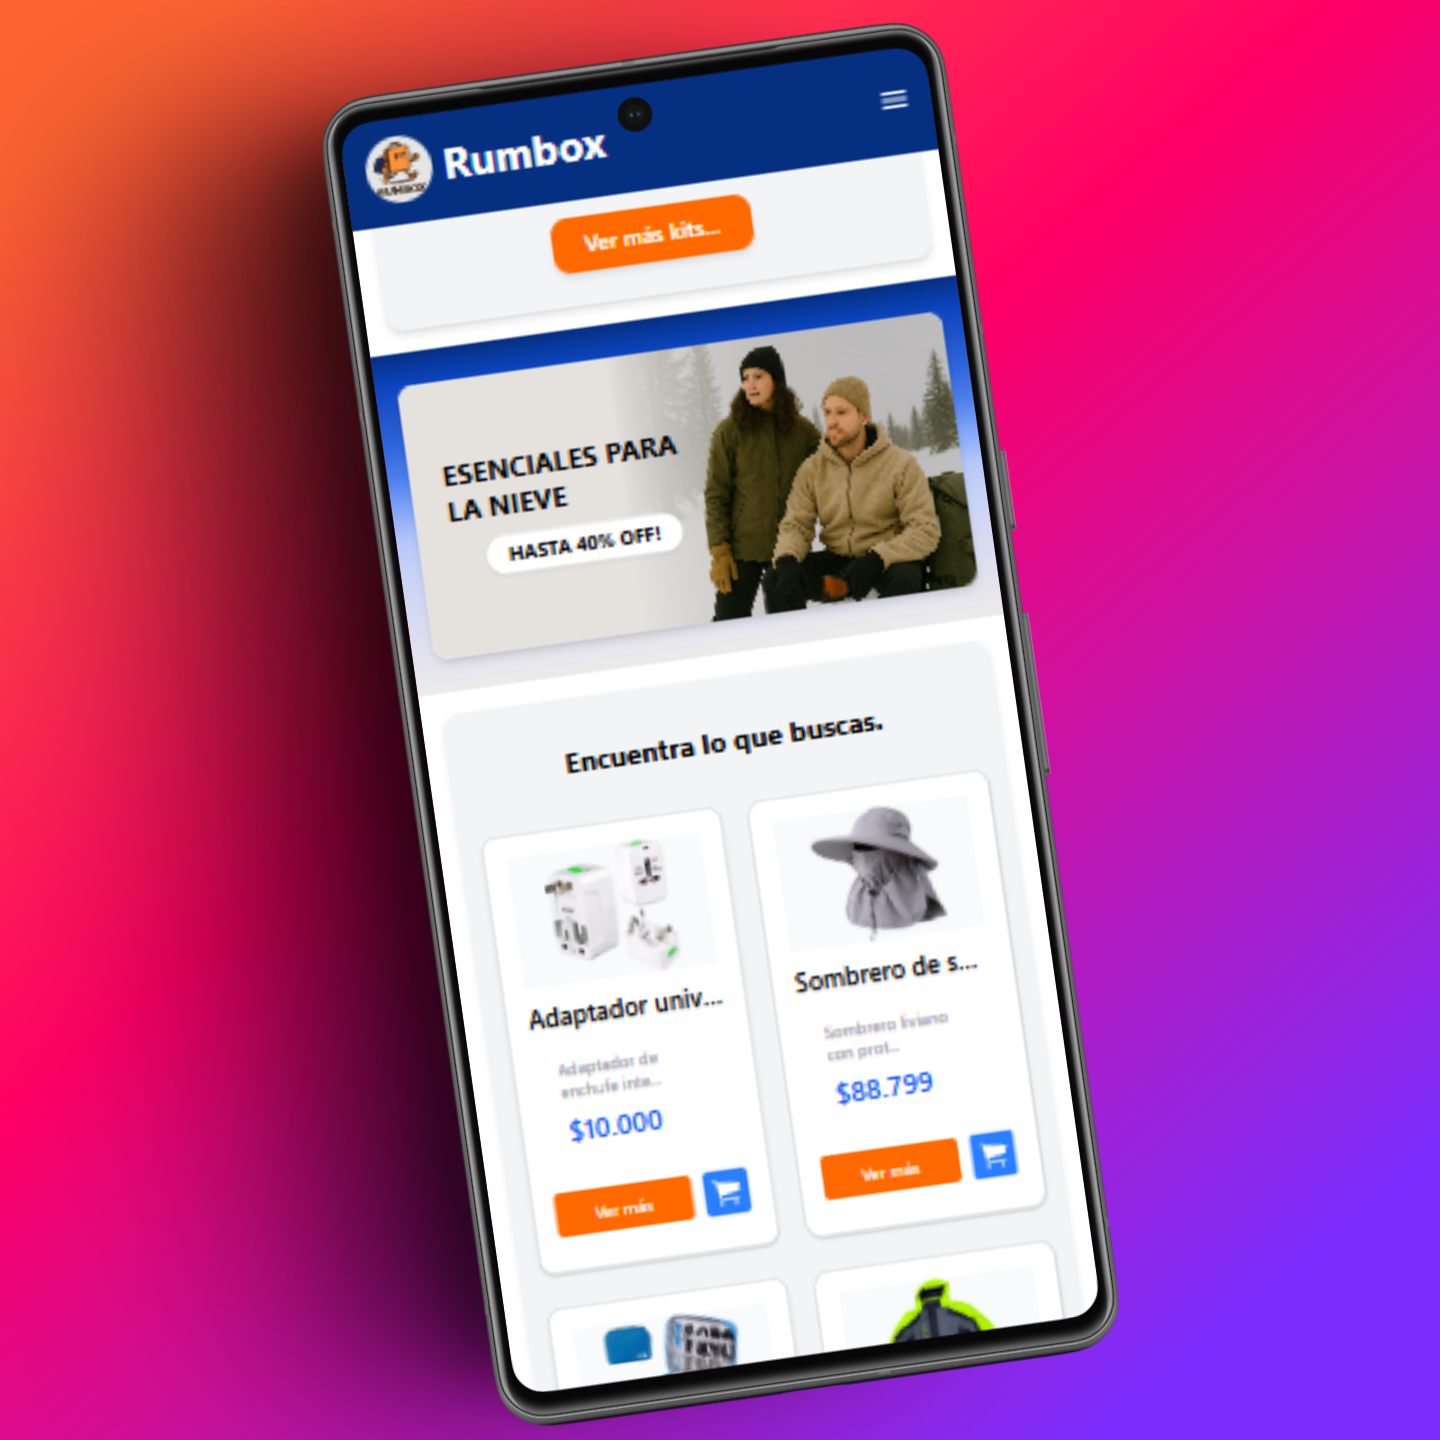 RUMBOX
Rumbox
Ver más kits...
ESENCIALES PARA
LA NIEVE
HASTA 40% OFF!
Encuentra lo que buscas.
Adaptador univ...
Adaptador de
enchufe inte...
$10.000
Ver más
Sombrero de s...
Sombrero liviano
con prot...
$88.799
Ver más